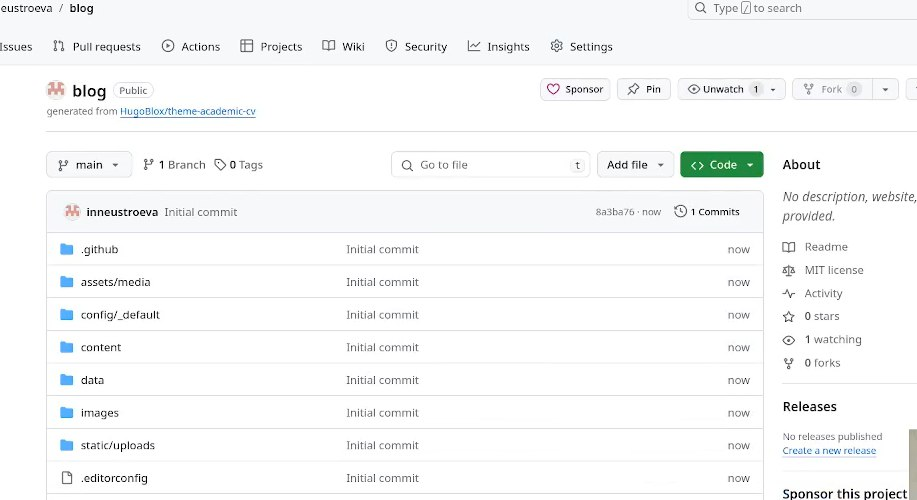 eustroeva / blog
Type / to search
Issues Pull requests Actions Projects Wiki Security Insights Settings
blog Public
Sponsor Pin Unwatch 1 Fork 0
generated from HugoBlox/theme-academic-cv
main 1 Branch 0 Tags Go to file t Add file Code
About
inneustroeva Initial commit 8a3ba76 · now 1 Commits
No description, website,
provided.
.github Initial commit now
Readme
assets/media Initial commit now
MIT license
Activity
config/_default Initial commit now
0 stars
content Initial commit now
1 watching
0 forks
data Initial commit now
images Initial commit now
Releases
static/uploads Initial commit now
No releases published
Create a new release
.editorconfig Initial commit now
Sponsor this project